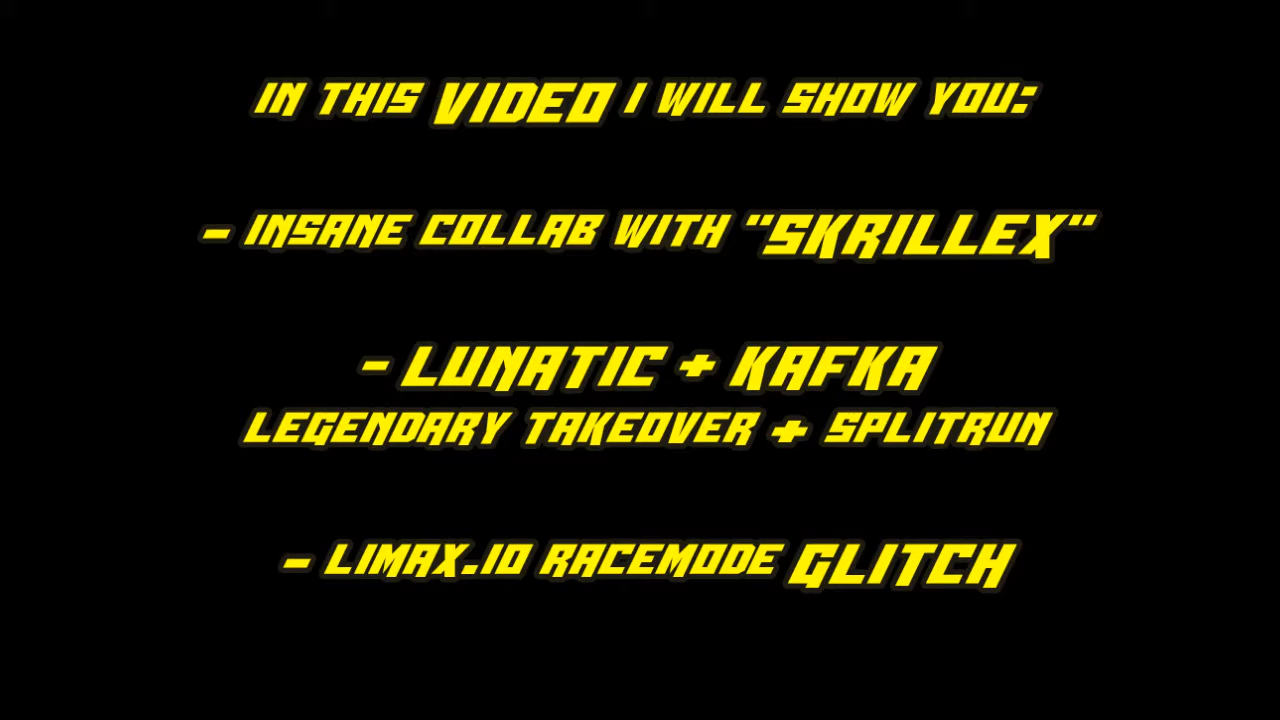 IN THIS VIDEO I WILL SHOW YOU:
- INSANE COLLAB WITH "SKRILLEX"
- LUNATIC + KAFKA
LEGENDARY TAKEOVER + SPLITRUN
- LIMAX.IO RACEMODE GLITCH